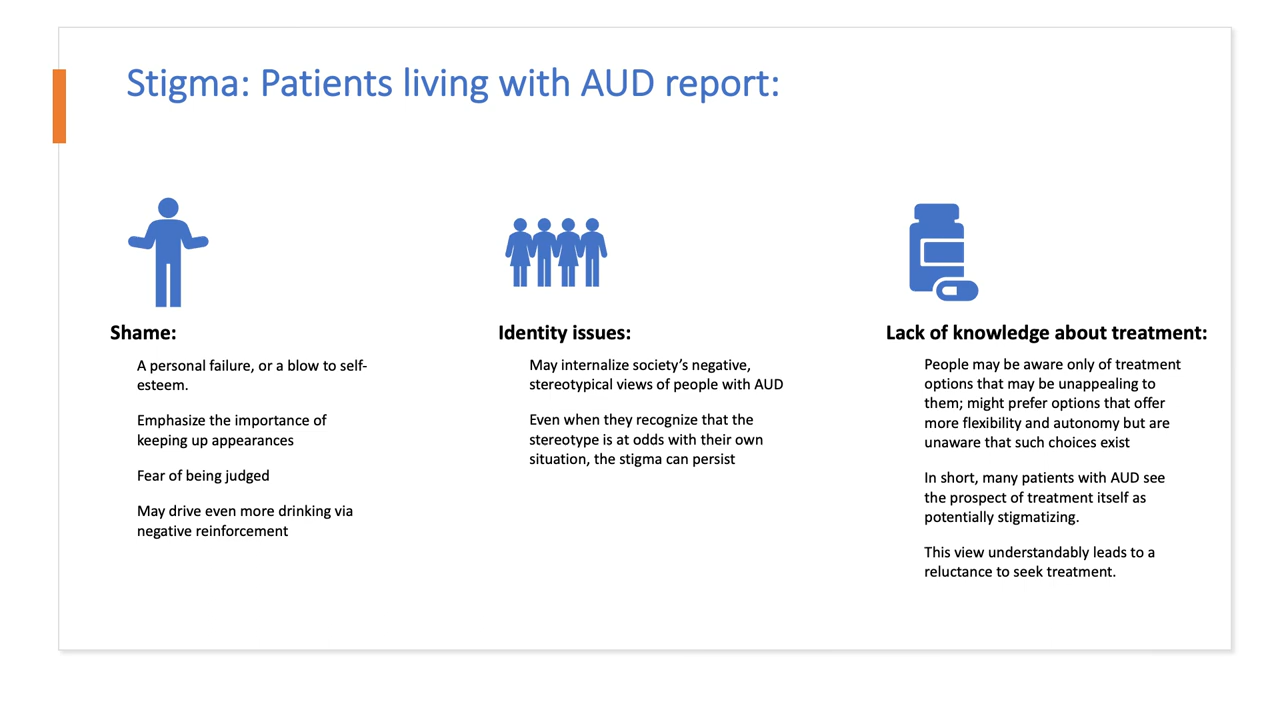 Stigma: Patients living with AUD report:
Shame:
A personal failure, or a blow to self-
esteem.
Emphasize the importance of
keeping up appearances
Fear of being judged
May drive even more drinking via
negative reinforcement
Identity issues:
May internalize society’s negative,
stereotypical views of people with AUD
Even when they recognize that the
stereotype is at odds with their own
situation, the stigma can persist
Lack of knowledge about treatment:
People may be aware only of treatment
options that may be unappealing to
them; might prefer options that offer
more flexibility and autonomy but are
unaware that such choices exist
In short, many patients with AUD see
the prospect of treatment itself as
potentially stigmatizing.
This view understandably leads to a
reluctance to seek treatment.